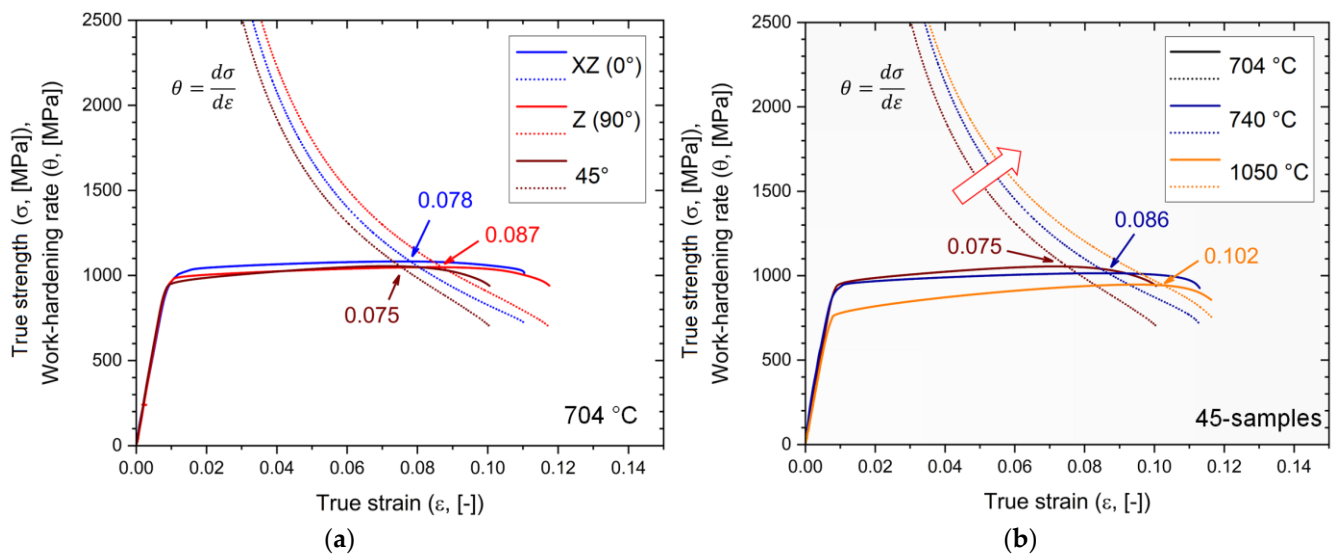 True strength (σ, [MPa]),
Work-hardening rate (θ, [MPa])
2500
2000
1500
1000
500
0
θ = dσ
dε
XZ (0°)
Z (90°)
45°
0.078
0.087
0.075
704 °C
0.00 0.02 0.04 0.06 0.08 0.10 0.12 0.14
True strain (ε, [-])
(a)
True strength (σ, [MPa]),
Work-hardening rate (θ, [MPa])
2500
2000
1500
1000
500
0
θ = dσ
dε
704 °C
740 °C
1050 °C
0.086
0.075
0.102
45-samples
0.00 0.02 0.04 0.06 0.08 0.10 0.12 0.14
True strain (ε, [-])
(b)